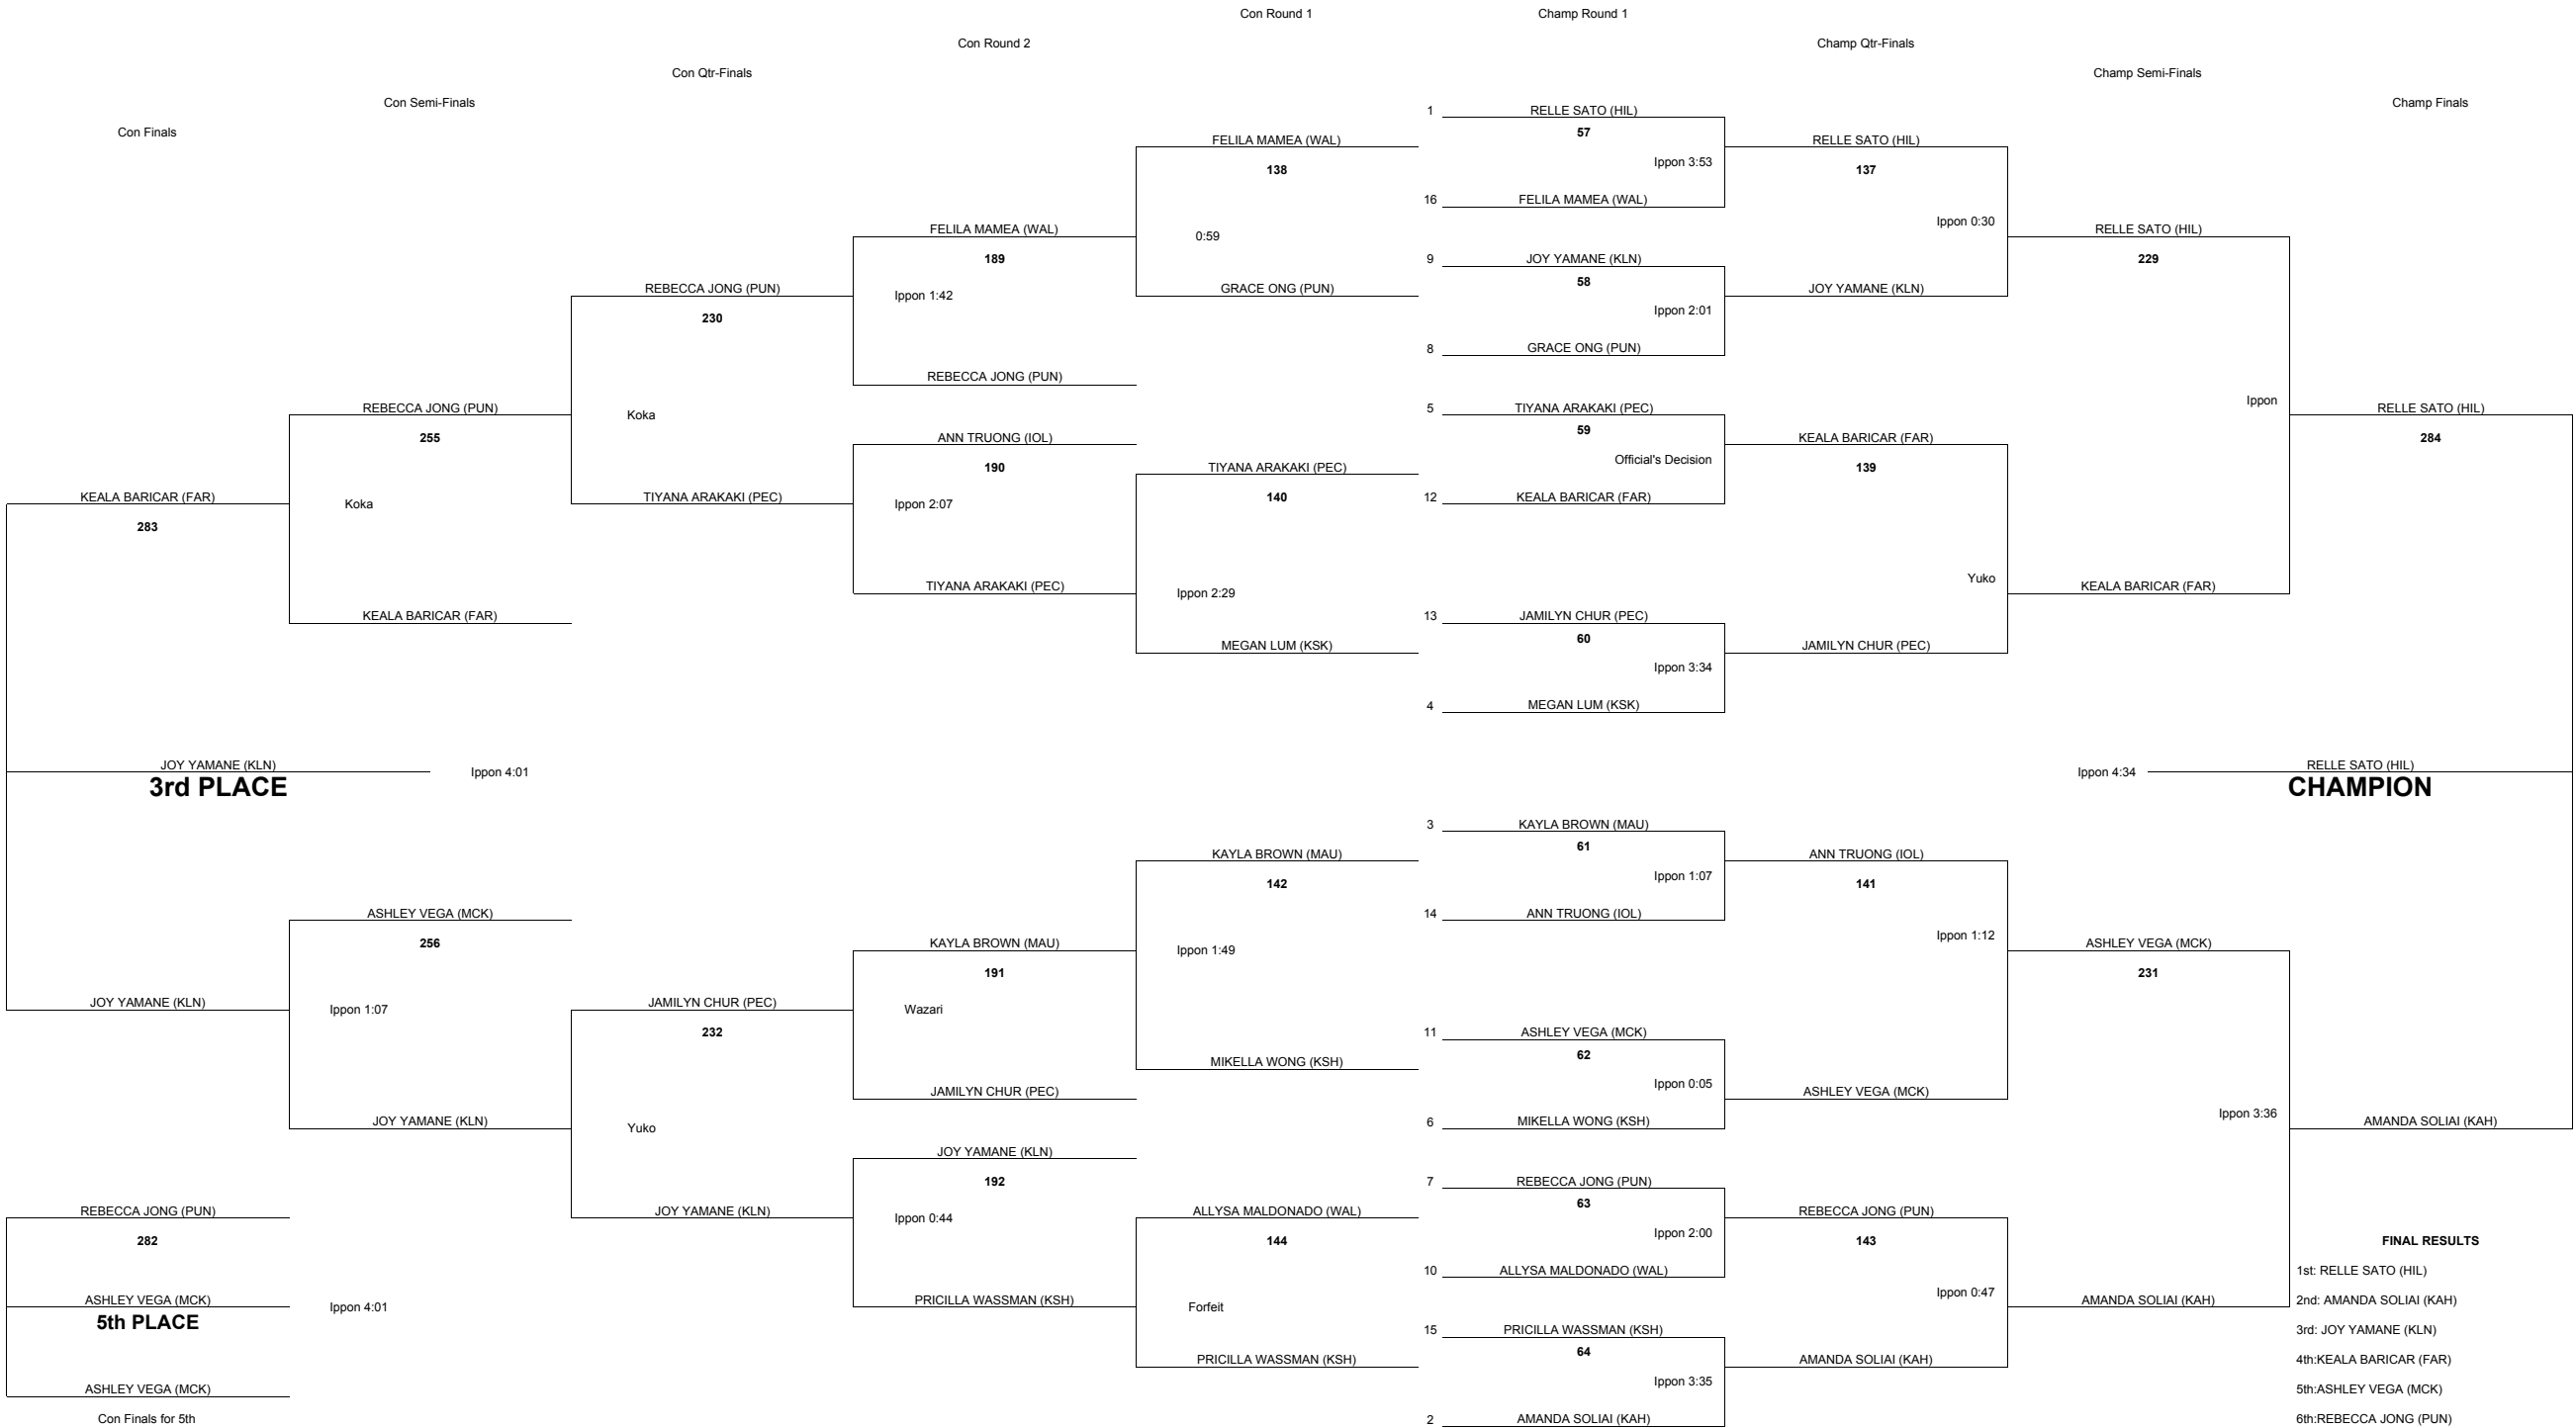 Con Round 1
Champ Round 1
Con Round 2
Champ Qtr-Finals
Con Qtr-Finals
Champ Semi-Finals
Con Semi-Finals
Champ Finals
Con Finals
KEALA BARICAR (FAR)
283
JOY YAMANE (KLN)
3rd PLACE
Ippon 4:01
JOY YAMANE (KLN)
REBECCA JONG (PUN)
282
ASHLEY VEGA (MCK)
5th PLACE
Ippon 4:01
ASHLEY VEGA (MCK)
Con Finals for 5th
REBECCA JONG (PUN)
255
Koka
KEALA BARICAR (FAR)
ASHLEY VEGA (MCK)
256
Ippon 1:07
JOY YAMANE (KLN)
REBECCA JONG (PUN)
230
Koka
TIYANA ARAKAKI (PEC)
JAMILYN CHUR (PEC)
232
Yuko
JOY YAMANE (KLN)
FELILA MAMEA (WAL)
189
Ippon 1:42
REBECCA JONG (PUN)
ANN TRUONG (IOL)
190
Ippon 2:07
TIYANA ARAKAKI (PEC)
KAYLA BROWN (MAU)
191
Wazari
JAMILYN CHUR (PEC)
JOY YAMANE (KLN)
192
Ippon 0:44
PRICILLA WASSMAN (KSH)
FELILA MAMEA (WAL)
138
0:59
GRACE ONG (PUN)
TIYANA ARAKAKI (PEC)
140
Ippon 2:29
MEGAN LUM (KSK)
KAYLA BROWN (MAU)
142
Ippon 1:49
MIKELLA WONG (KSH)
ALLYSA MALDONADO (WAL)
144
Forfeit
PRICILLA WASSMAN (KSH)
1 RELLE SATO (HIL)
57
Ippon 3:53
16 FELILA MAMEA (WAL)
9 JOY YAMANE (KLN)
58
Ippon 2:01
8 GRACE ONG (PUN)
5 TIYANA ARAKAKI (PEC)
59
Official's Decision
12 KEALA BARICAR (FAR)
13 JAMILYN CHUR (PEC)
60
Ippon 3:34
4 MEGAN LUM (KSK)
3 KAYLA BROWN (MAU)
61
Ippon 1:07
14 ANN TRUONG (IOL)
11 ASHLEY VEGA (MCK)
62
Ippon 0:05
6 MIKELLA WONG (KSH)
7 REBECCA JONG (PUN)
63
Ippon 2:00
10 ALLYSA MALDONADO (WAL)
15 PRICILLA WASSMAN (KSH)
64
Ippon 3:35
2 AMANDA SOLIAI (KAH)
RELLE SATO (HIL)
137
Ippon 0:30
JOY YAMANE (KLN)
KEALA BARICAR (FAR)
139
Yuko
JAMILYN CHUR (PEC)
ANN TRUONG (IOL)
141
Ippon 1:12
ASHLEY VEGA (MCK)
REBECCA JONG (PUN)
143
Ippon 0:47
AMANDA SOLIAI (KAH)
RELLE SATO (HIL)
229
Ippon
KEALA BARICAR (FAR)
ASHLEY VEGA (MCK)
231
Ippon 3:36
AMANDA SOLIAI (KAH)
RELLE SATO (HIL)
284
Ippon 4:34
RELLE SATO (HIL)
CHAMPION
AMANDA SOLIAI (KAH)
FINAL RESULTS
1st: RELLE SATO (HIL)
2nd: AMANDA SOLIAI (KAH)
3rd: JOY YAMANE (KLN)
4th:KEALA BARICAR (FAR)
5th:ASHLEY VEGA (MCK)
6th:REBECCA JONG (PUN)